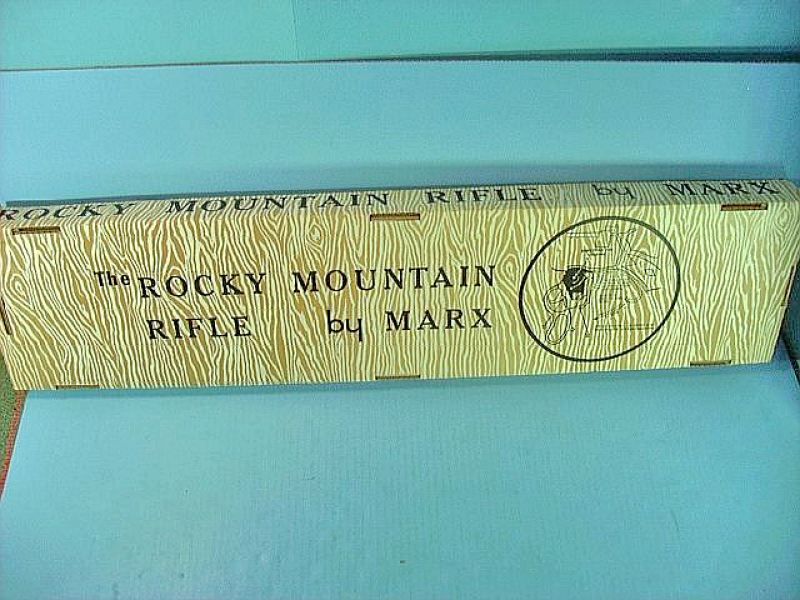 ROCKY MOUNTAIN RIFLE by MARX
The ROCKY MOUNTAIN
RIFLE by MARX